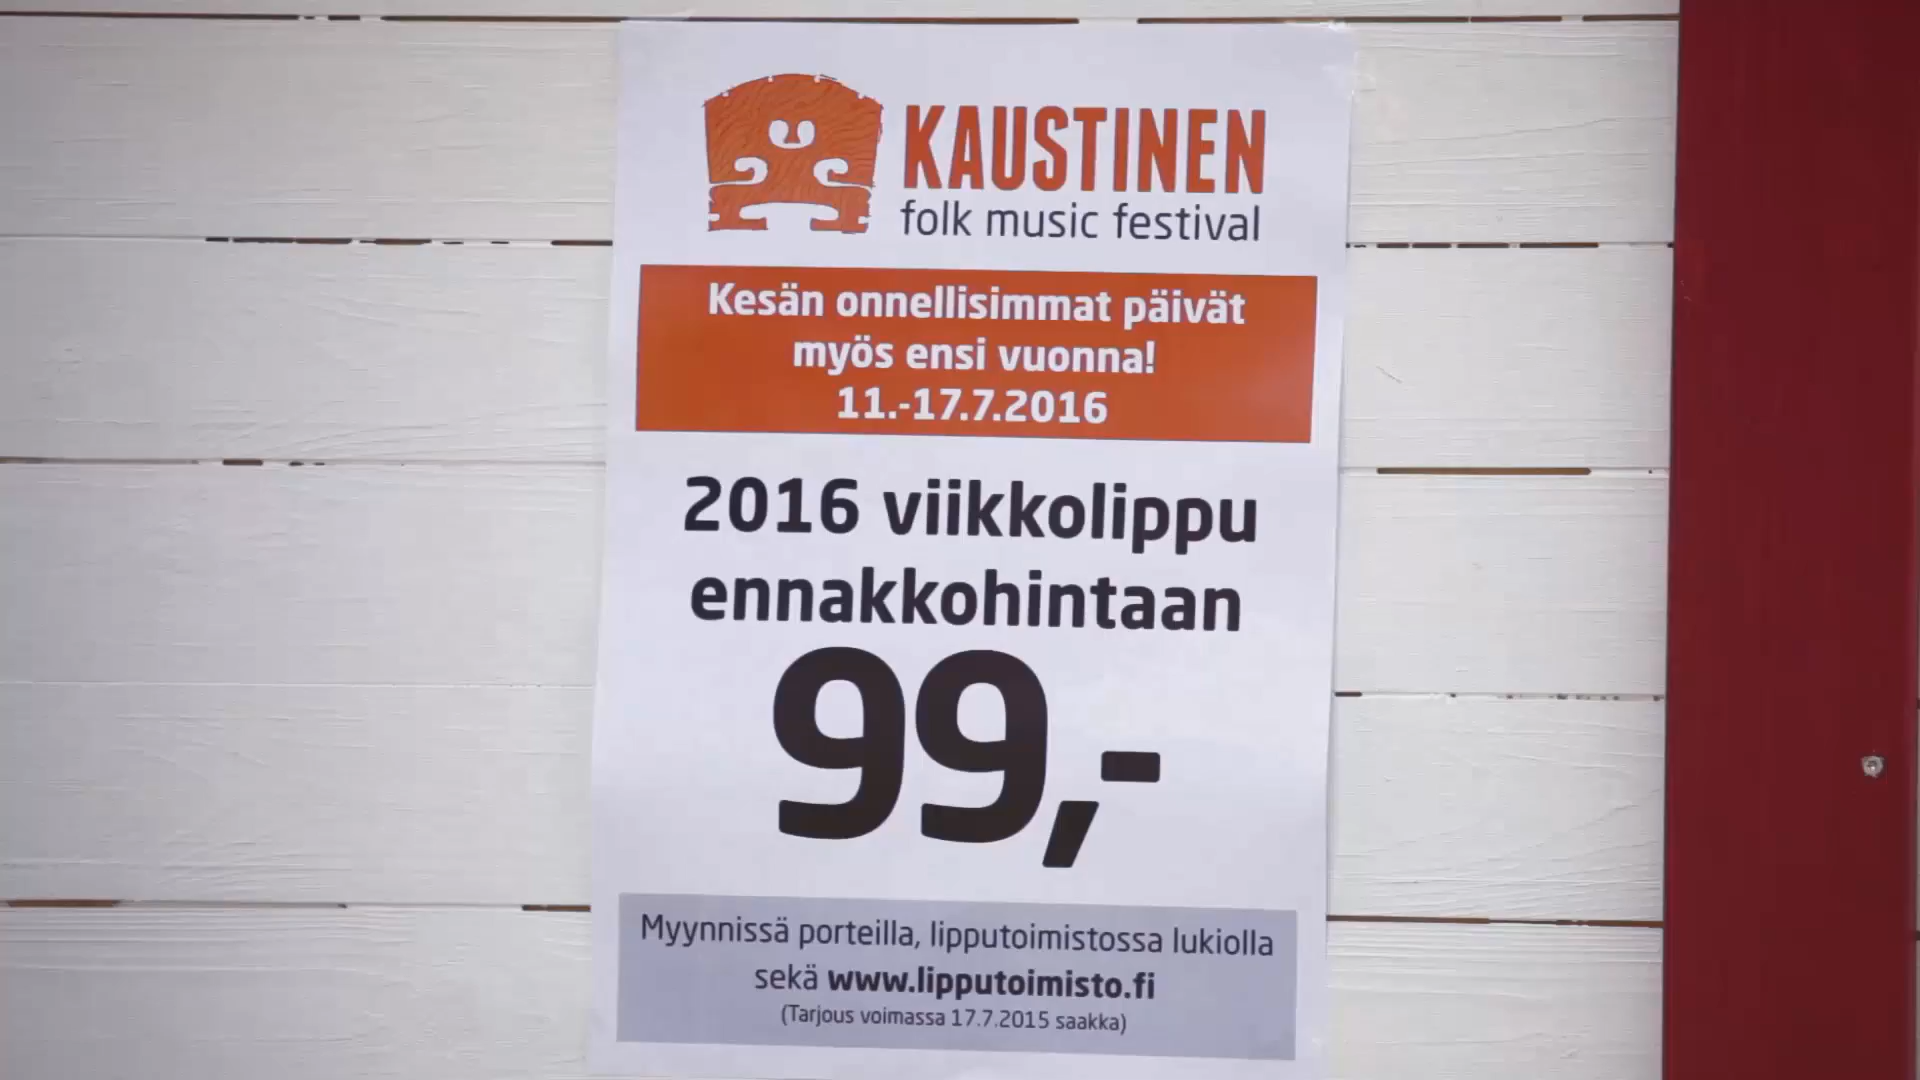 KAUSTINEN
folk music festival
Kesän onnellisimmat päivät
myös ensi vuonna!
11.-17.7.2016
2016 viikkolippu
ennakkohintaan
99,-
Myynnissä porteilla, lipputoimistossa lukiolla
sekä www.lipputoimisto.fi
(Tarjous voimassa 17.7.2015 saakka)